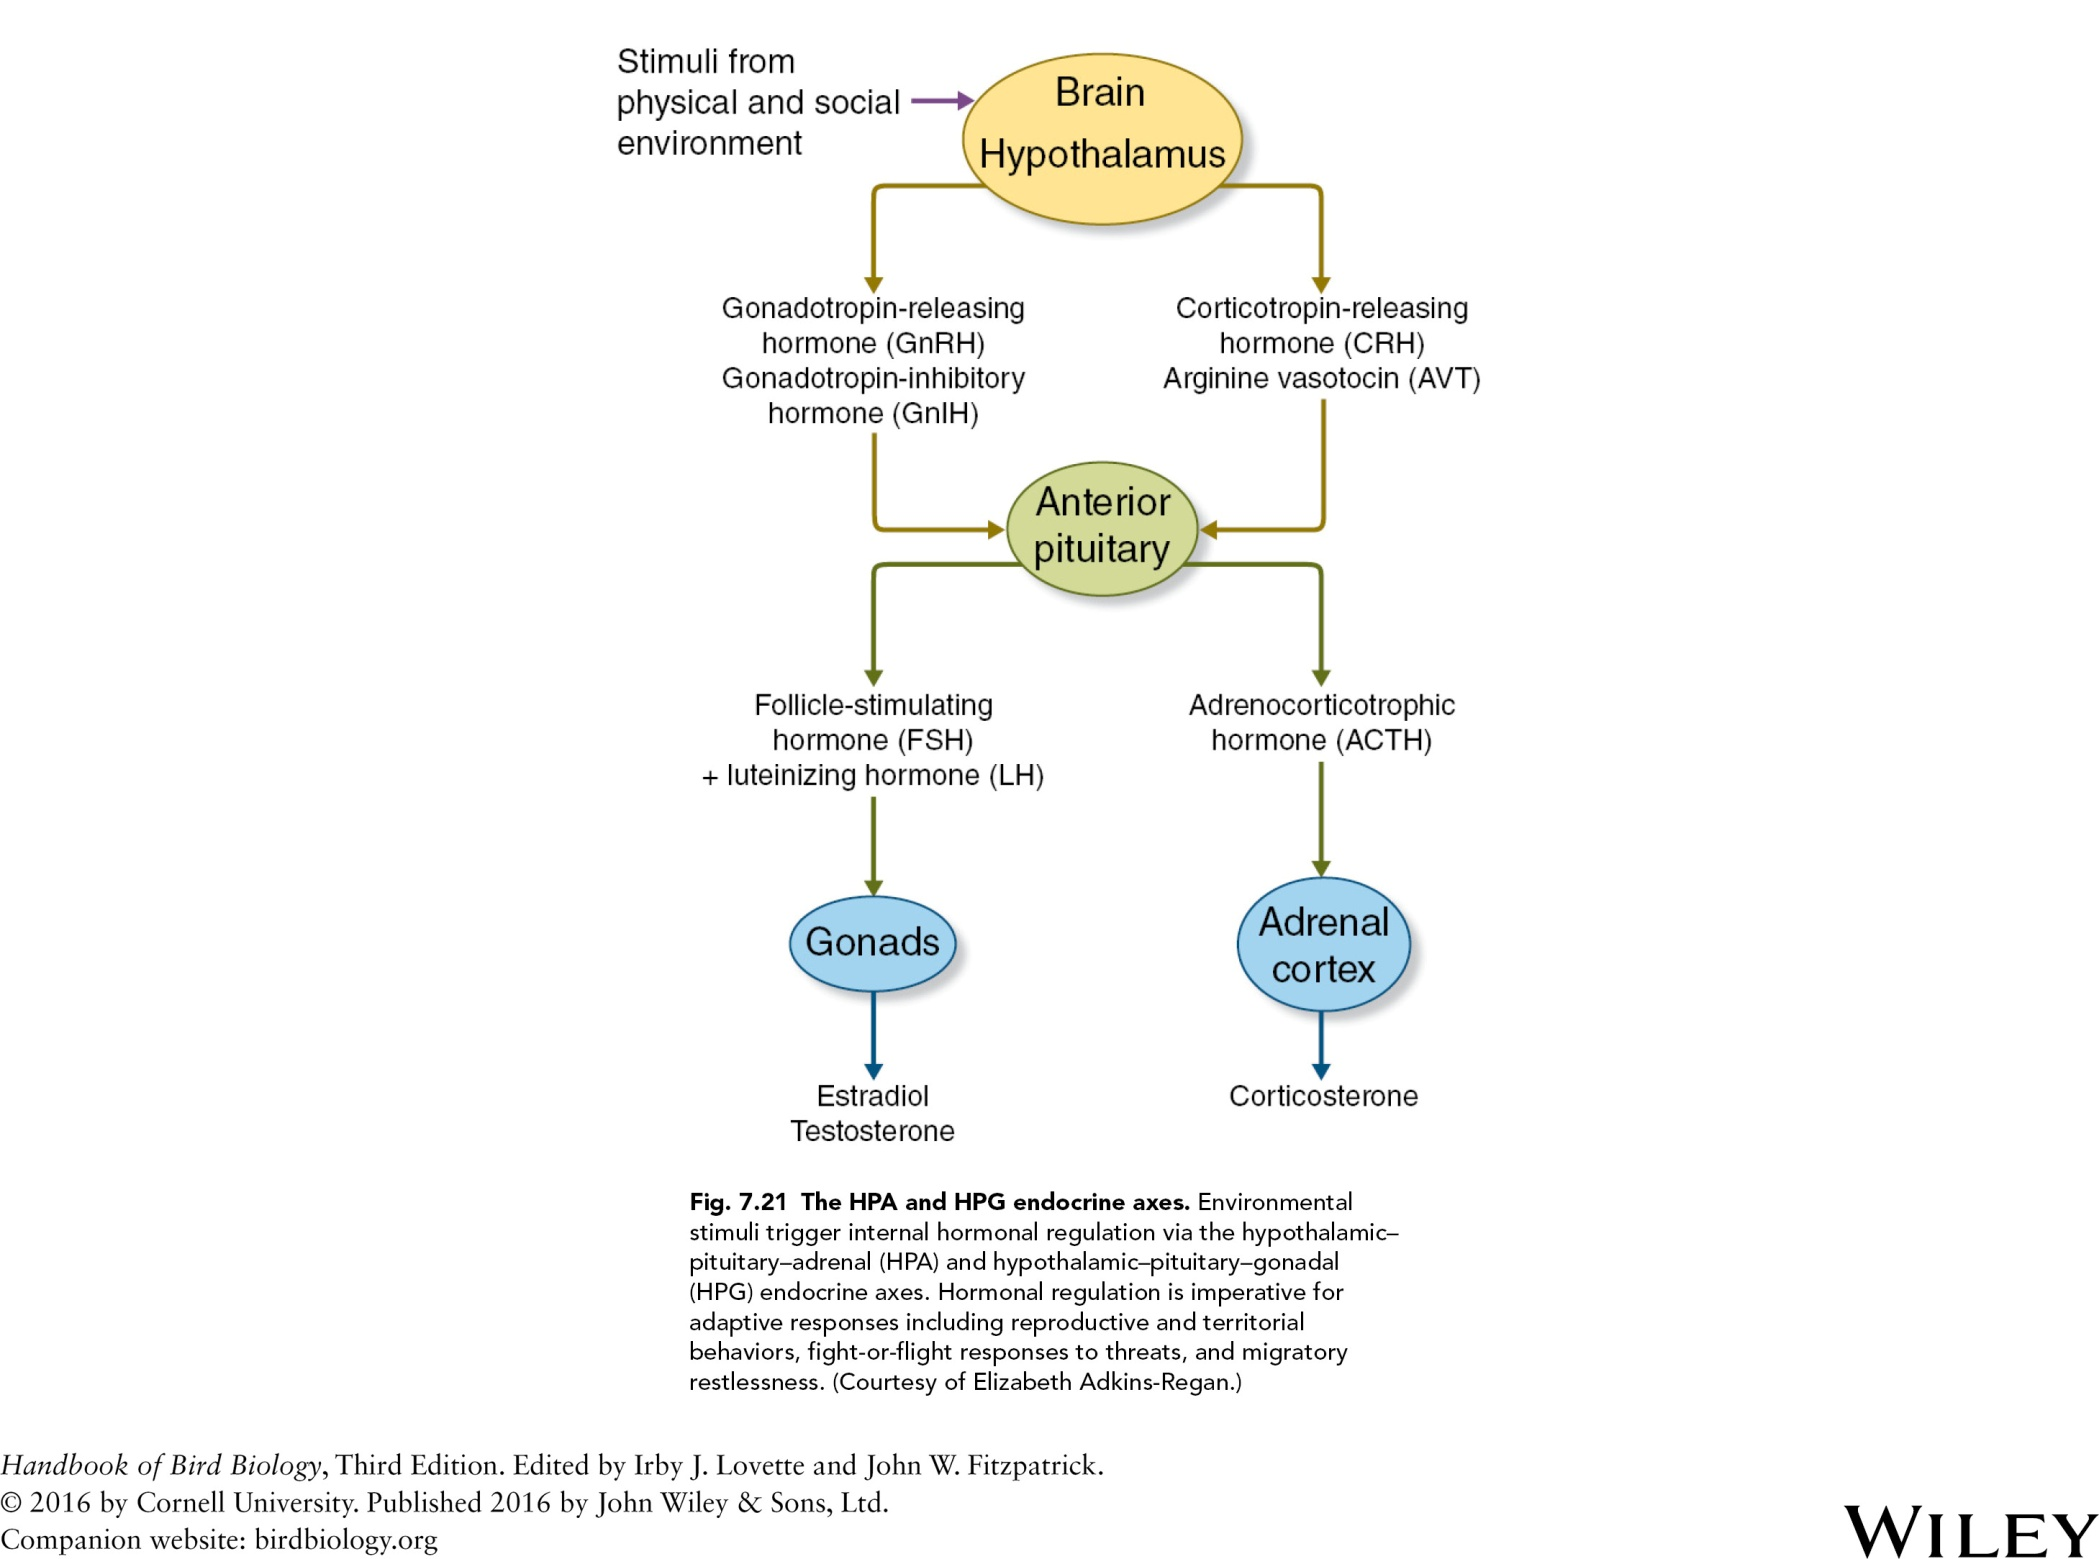 Stimuli from
physical and social
environment
Brain
Hypothalamus
Gonadotropin-releasing
hormone (GnRH)
Gonadotropin-inhibitory
hormone (GnIH)
Corticotropin-releasing
hormone (CRH)
Arginine vasotocin (AVT)
Anterior
pituitary
Follicle-stimulating
hormone (FSH)
+ luteinizing hormone (LH)
Adrenocorticotrophic
hormone (ACTH)
Gonads
Adrenal
cortex
Estradiol
Testosterone
Corticosterone
Fig. 7.21 The HPA and HPG endocrine axes. Environmental
stimuli trigger internal hormonal regulation via the hypothalamic–
pituitary–adrenal (HPA) and hypothalamic–pituitary–gonadal
(HPG) endocrine axes. Hormonal regulation is imperative for
adaptive responses including reproductive and territorial
behaviors, fight-or-flight responses to threats, and migratory
restlessness. (Courtesy of Elizabeth Adkins-Regan.)
Handbook of Bird Biology, Third Edition. Edited by Irby J. Lovette and John W. Fitzpatrick.
© 2016 by Cornell University. Published 2016 by John Wiley & Sons, Ltd.
Companion website: birdbiology.org
WILEY